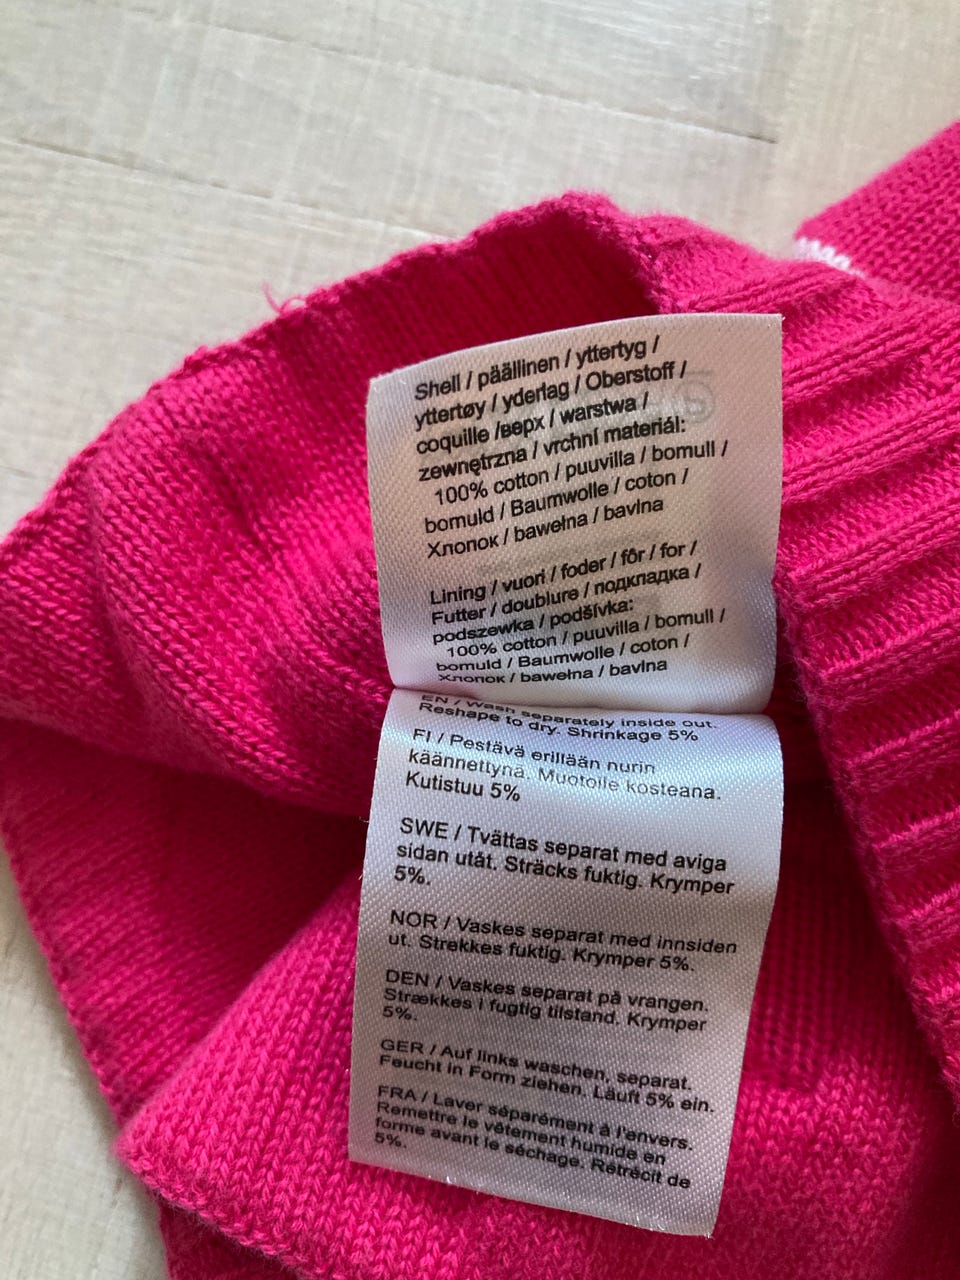 Shell / päällinen / yttertyg /
yttertøy / yderlag / Oberstoff /
coquille /верх / warstwa /
zewnętrzna / vrchní materiál:
100% cotton / puuvilla / bomull /
bomuld / Baumwolle / coton /
Хлопок / bawełna / bavlna
Lining / vuori / foder / fôr / for /
Futter / doublure / подкладка /
podszewka / podšívka:
100% cotton / puuvilla / bomull /
bomuld / Baumwolle / coton /
Хлопок / bawełna / bavlna
EN / Wash separately inside out.
Reshape to dry. Shrinkage 5%
FI / Pestävä erillään nurin
käännettynä. Muotoile kosteana.
Kutistuu 5%
SWE / Tvättas separat med aviga
sidan utåt. Sträcks fuktig. Krymper
5%.
NOR / Vaskes separat med innsiden
ut. Strekkes fuktig. Krymper 5%.
DEN / Vaskes separat på vrangen.
Strækkes i fugtig tilstand. Krymper
5%.
GER / Auf links waschen, separat.
Feucht in Form ziehen. Läuft 5% ein.
FRA / Laver séparément à l'envers.
Remettre le vêtement humide en
forme avant le séchage. Rétrécit de
5%.